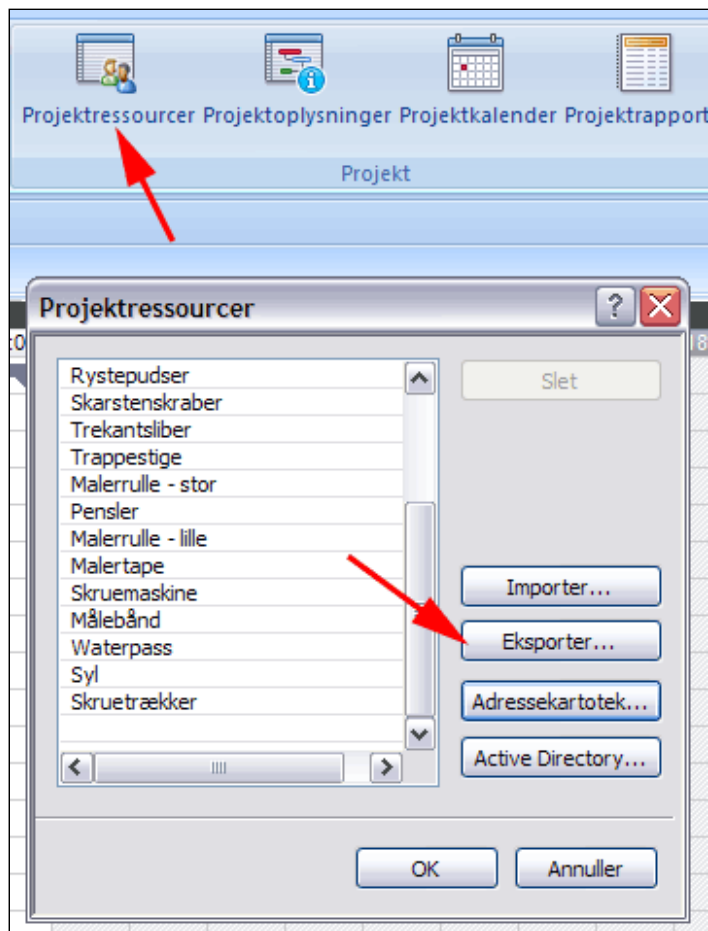 Projektressourcer Projektoplysninger Projektkalender Projektrapport
Projekt
Projektressourcer
Rystepudser
Skarstenskraber
Trekantsliber
Trappestige
Malerrulle - stor
Pensler
Malerrulle - lille
Malertape
Skruemaskine
Målebånd
Waterpass
Syl
Skruetrækker
Slet
Importer...
Eksporter...
Adressekartotek...
Active Directory...
OK
Annuller